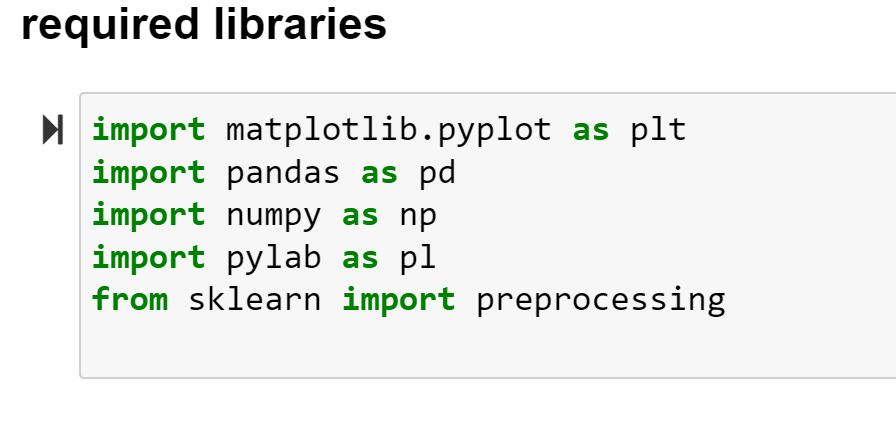 required libraries
import matplotlib.pyplot as plt
import pandas as pd
import numpy as np
import pylab as pl
from sklearn import preprocessing